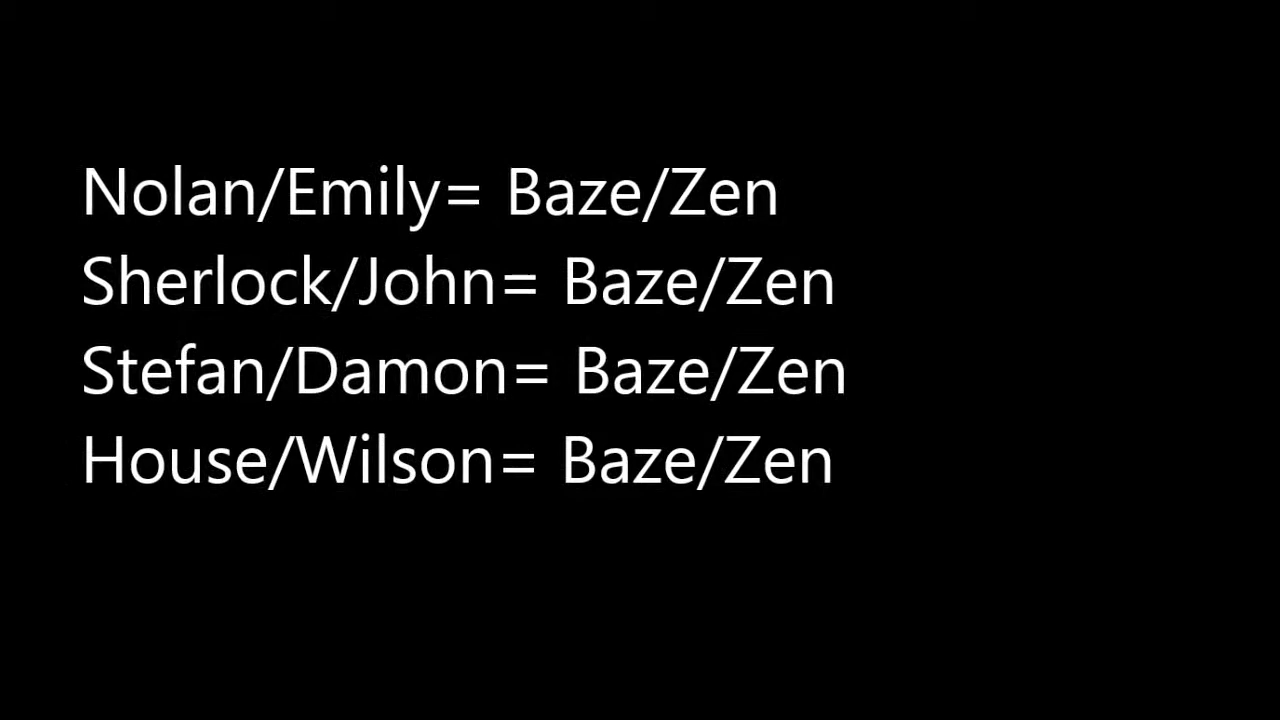 Nolan/Emily= Baze/Zen
Sherlock/John= Baze/Zen
Stefan/Damon= Baze/Zen
House/Wilson= Baze/Zen